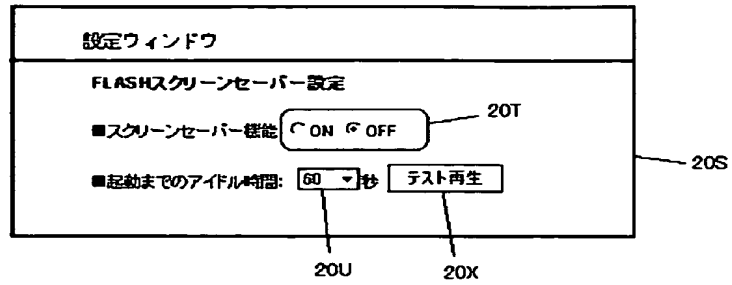 設定ウィンドウ
FLASHスクリーンセーバー設定
■スクリーンセーバー機能 ON OFF
20T
20S
■起動までのアイドル時間: 60 秒 テスト再生
20U
20X